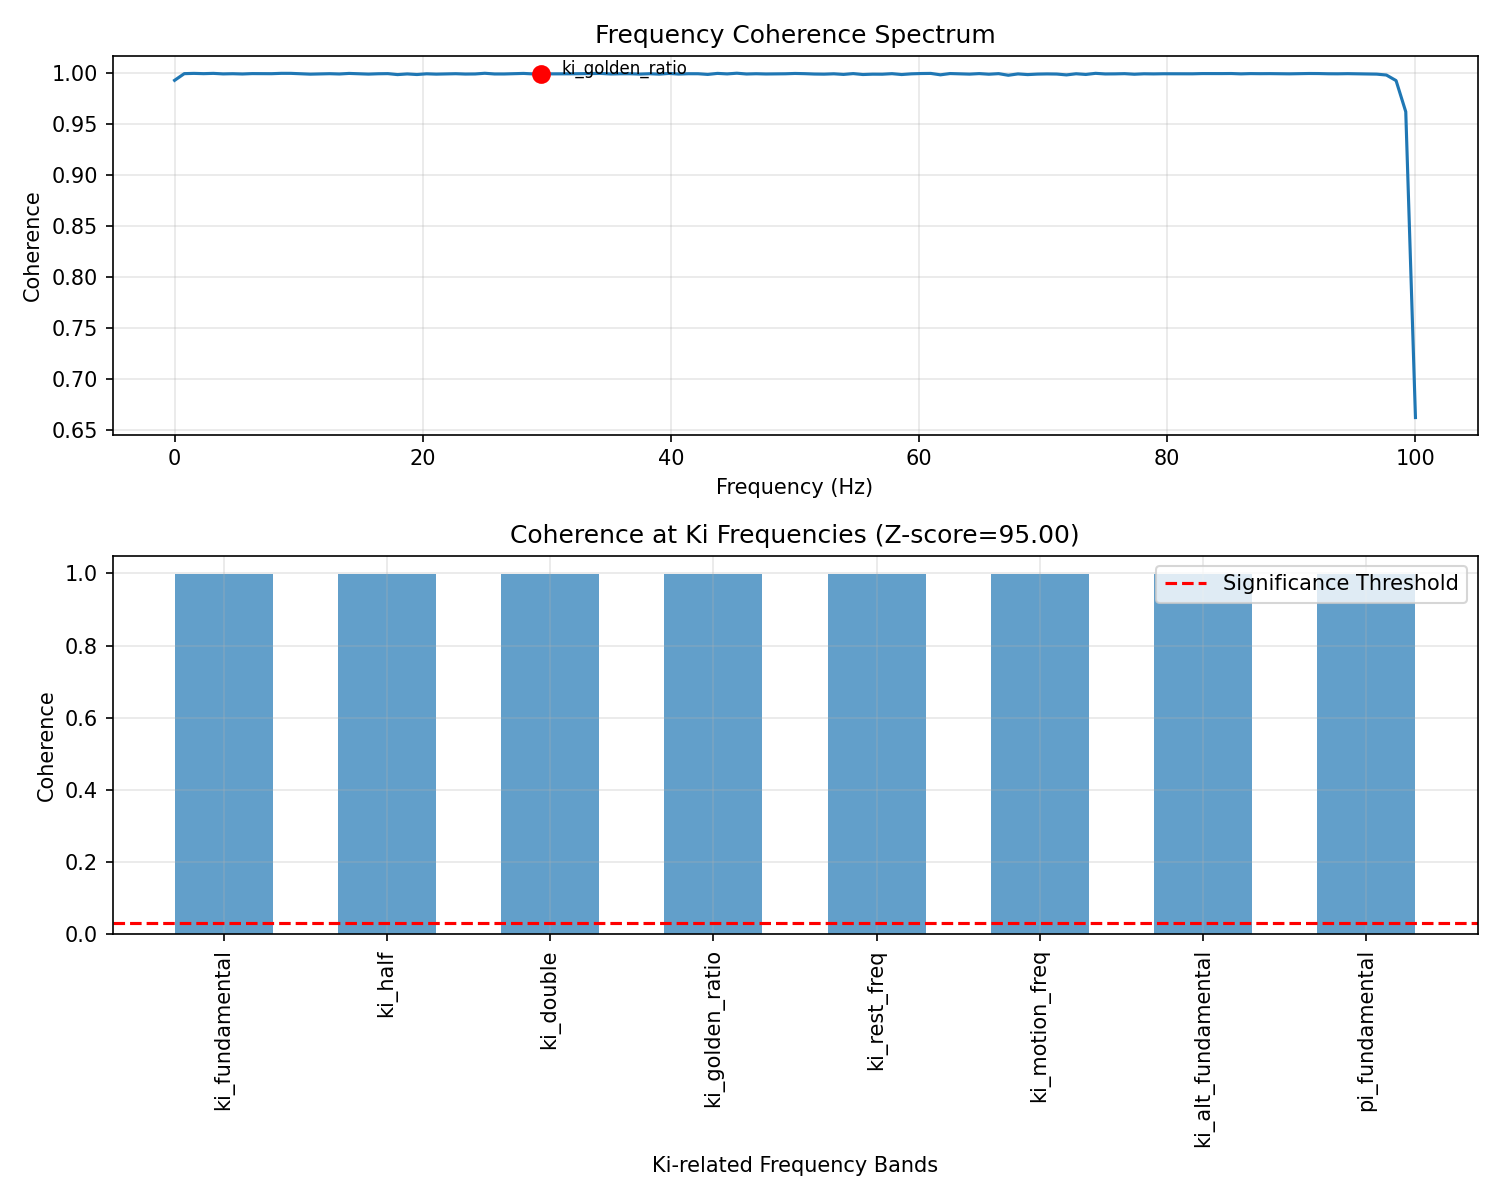 Frequency Coherence Spectrum
ki_golden_ratio
1.00
0.95
0.90
0.85
0.80
0.75
0.70
0.65
Coherence
0
20
40
60
80
100
Frequency (Hz)
Coherence at Ki Frequencies (Z-score=95.00)
Significance Threshold
1.0
0.8
0.6
0.4
0.2
0.0
Coherence
ki_fundamental
ki_half
ki_double
ki_golden_ratio
ki_rest_freq
ki_motion_freq
ki_alt_fundamental
pi_fundamental
Ki-related Frequency Bands